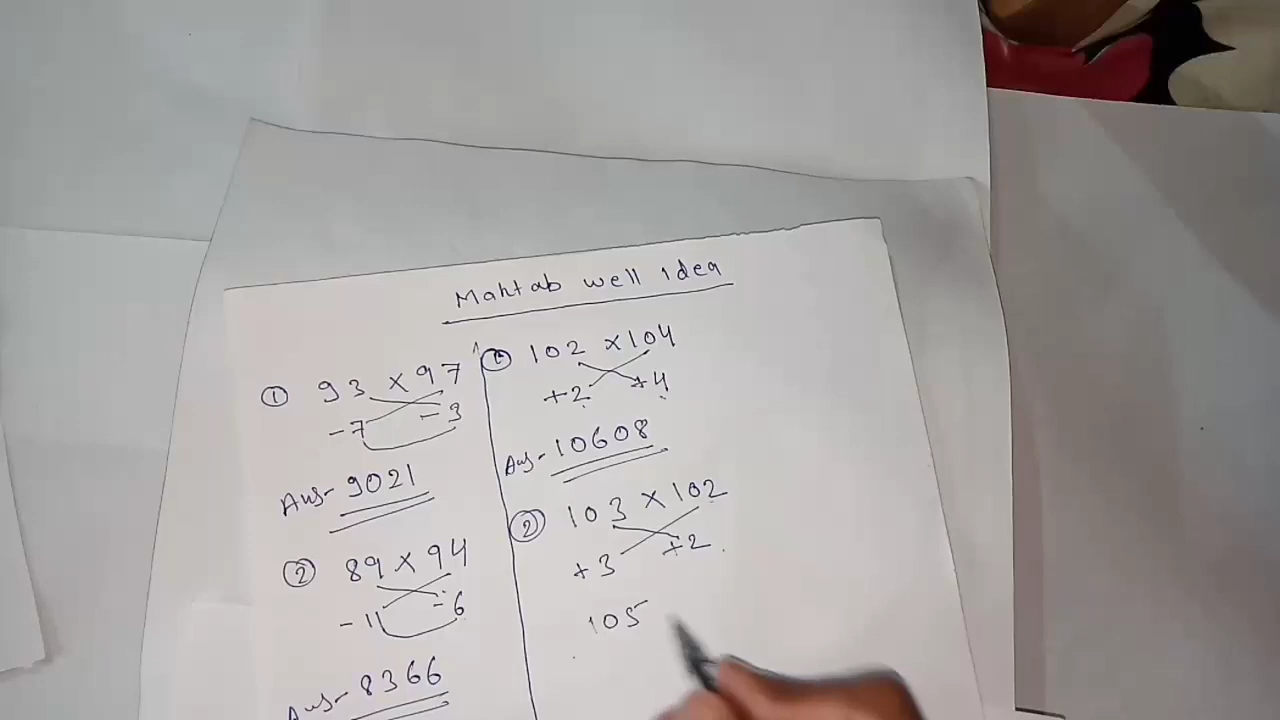 Mahtab well idea
① 93 × 97
-7 -3
Ans- 9021
② 89 × 94
-11 -6
Ans- 8366
① 102 × 104
+2 +4
Ans- 10608
② 103 × 102
+3 +2
105